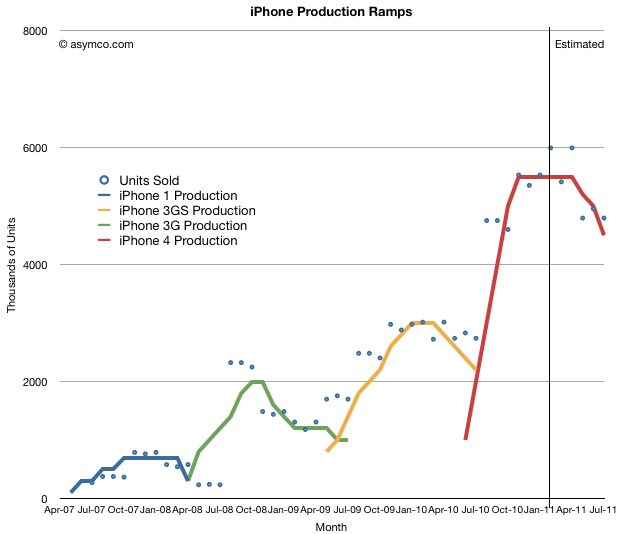 iPhone Production Ramps
8000
© asymco.com
Estimated
6000
Units Sold
iPhone 1 Production
iPhone 3GS Production
iPhone 3G Production
iPhone 4 Production
Thousands of Units
4000
2000
0
Apr-07 Jul-07 Oct-07 Jan-08 Apr-08 Jul-08 Oct-08 Jan-09 Apr-09 Jul-09 Oct-09 Jan-10 Apr-10 Jul-10 Oct-10 Jan-11 Apr-11 Jul-11
Month